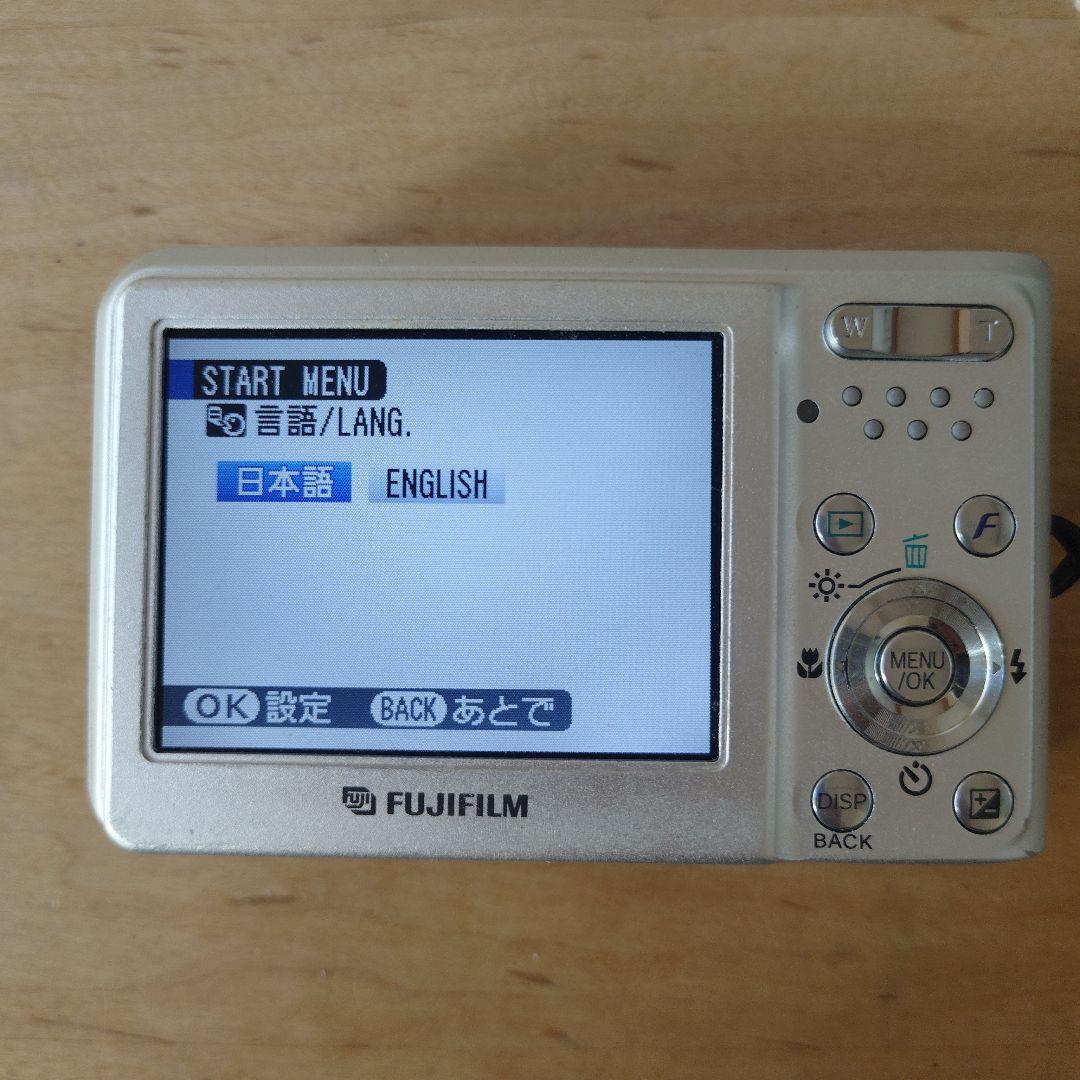 START MENU
言語/LANG.
日本語 ENGLISH
OK 設定 BACK あとで
FUJI FUJIFILM
W T
F
MENU
/OK
DISP
BACK